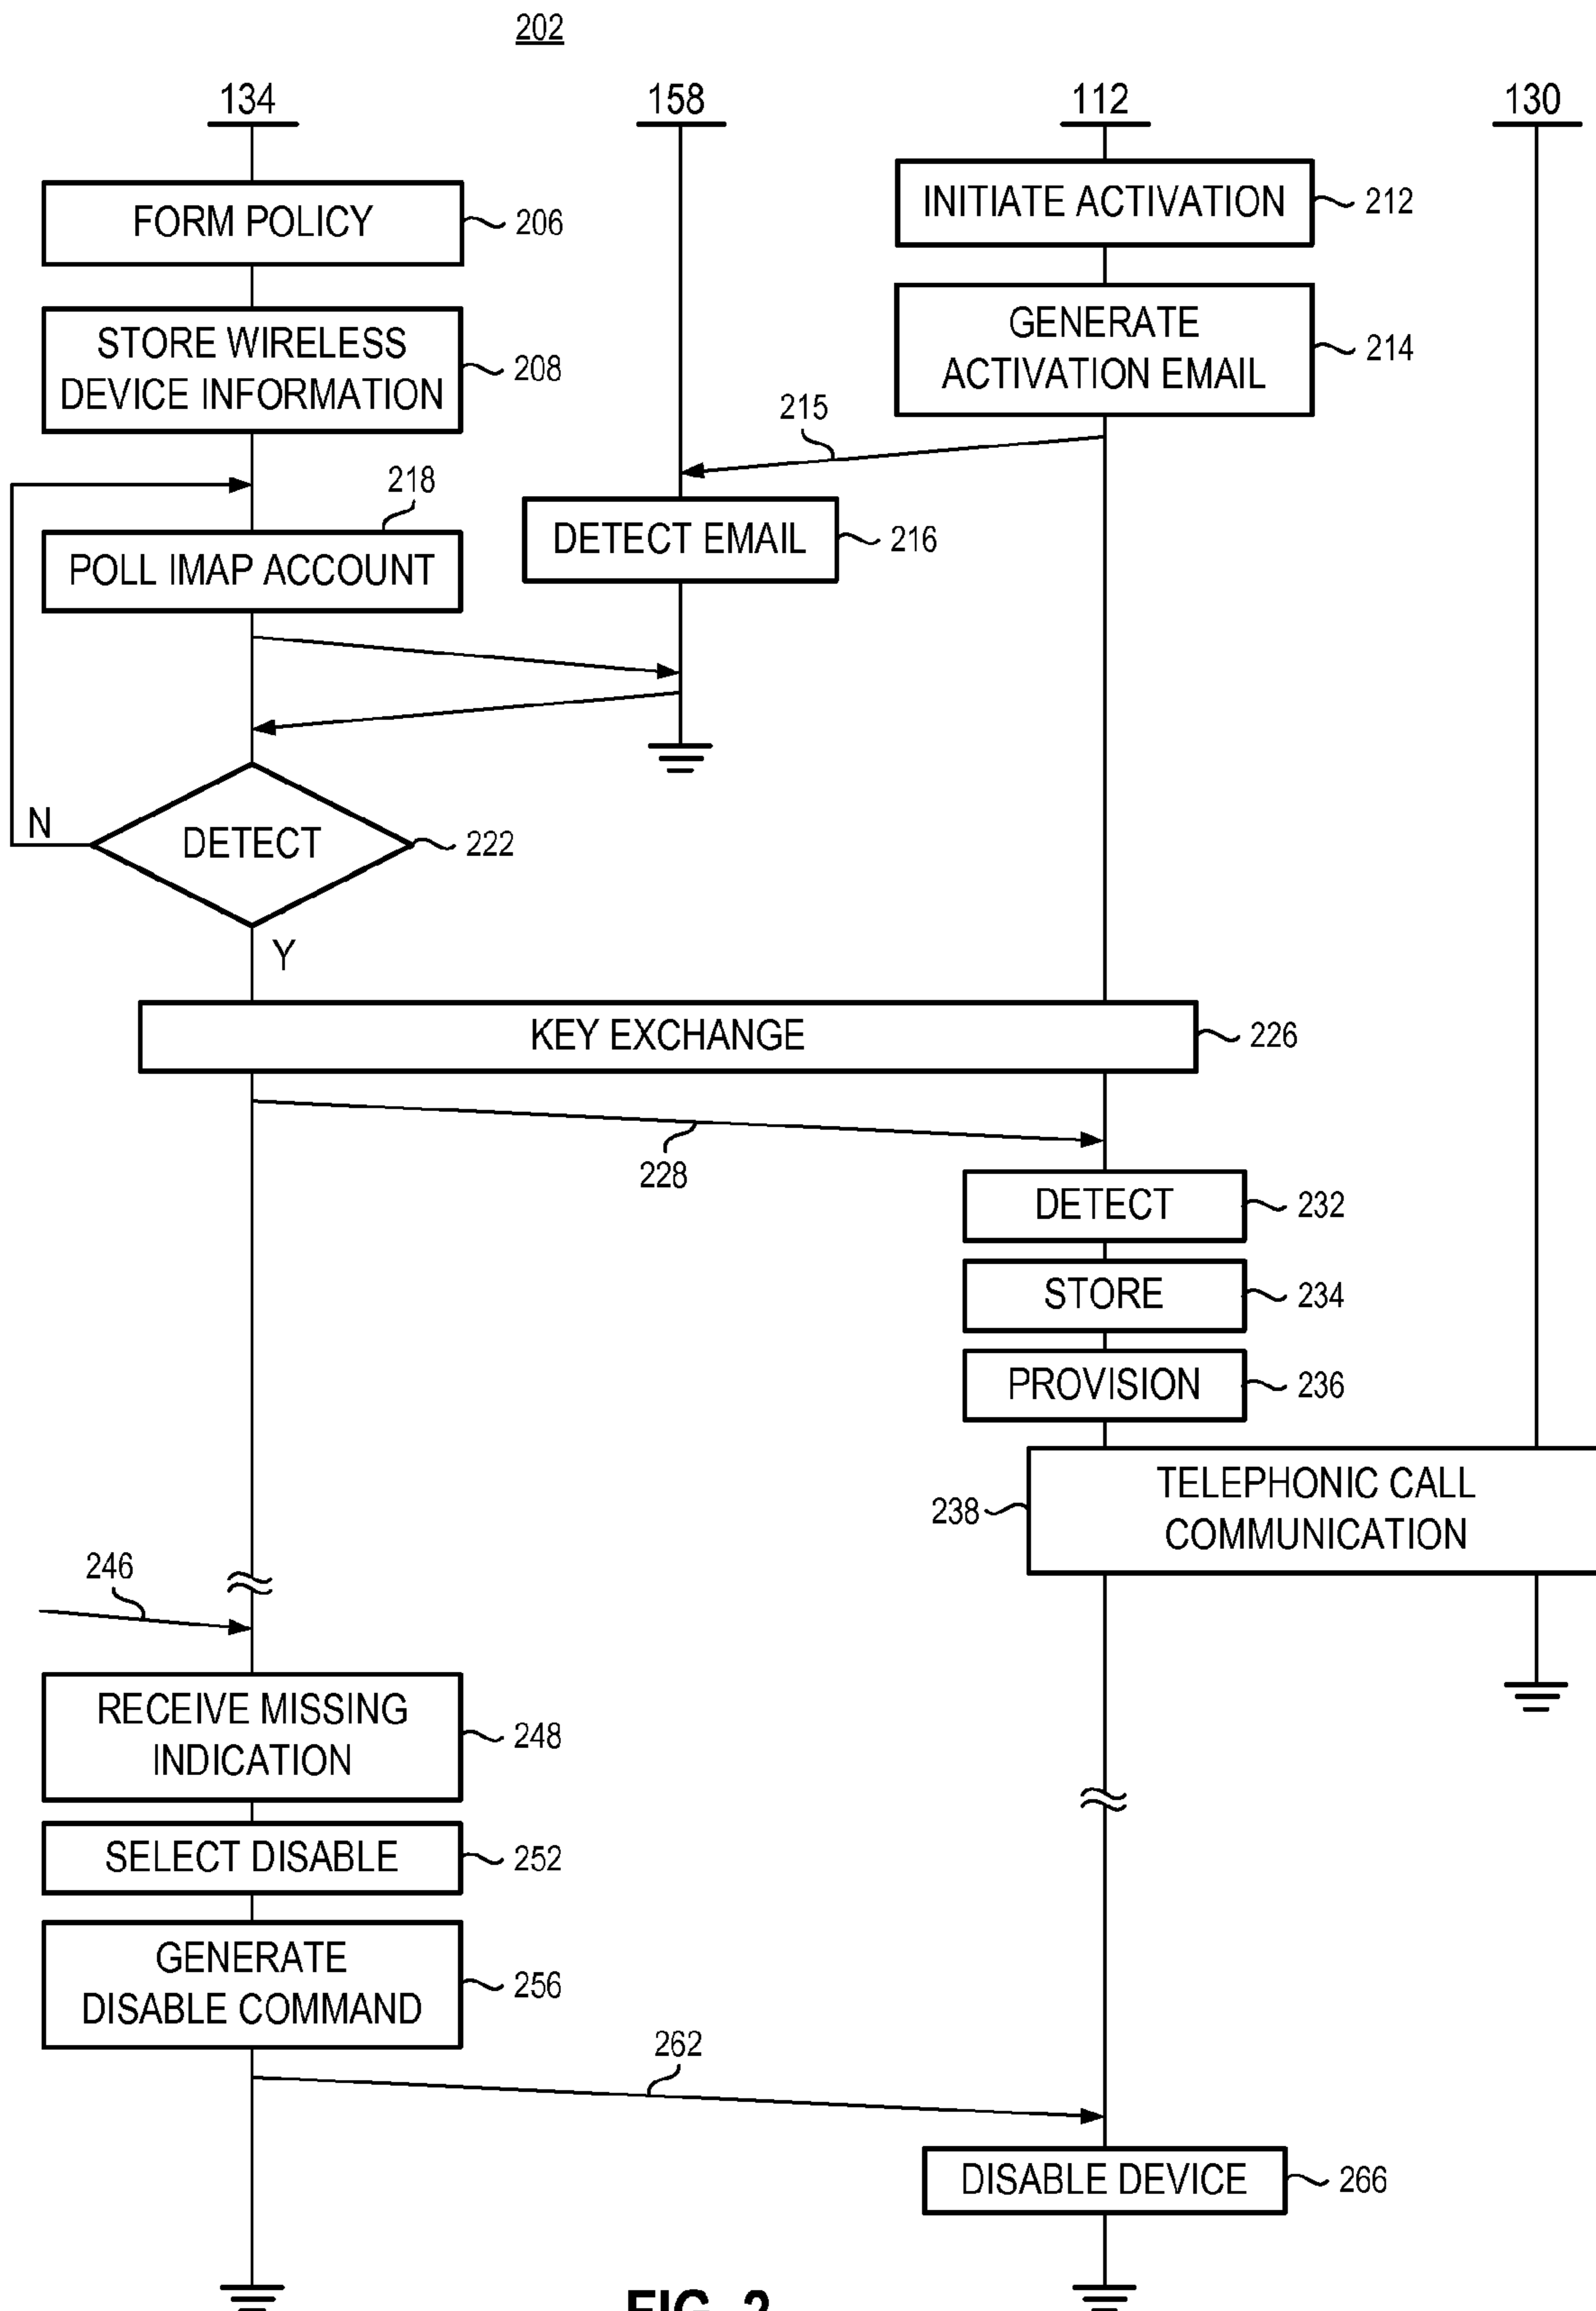 202
134
158
112
130
FORM POLICY
206
INITIATE ACTIVATION
212
STORE WIRELESS
DEVICE INFORMATION
208
GENERATE
ACTIVATION EMAIL
214
215
218
POLL IMAP ACCOUNT
DETECT EMAIL
216
N
DETECT
222
Y
KEY EXCHANGE
226
228
DETECT
232
STORE
234
PROVISION
236
TELEPHONIC CALL
COMMUNICATION
238
246
RECEIVE MISSING
INDICATION
248
SELECT DISABLE
252
GENERATE
DISABLE COMMAND
256
262
DISABLE DEVICE
266
FIG. 2